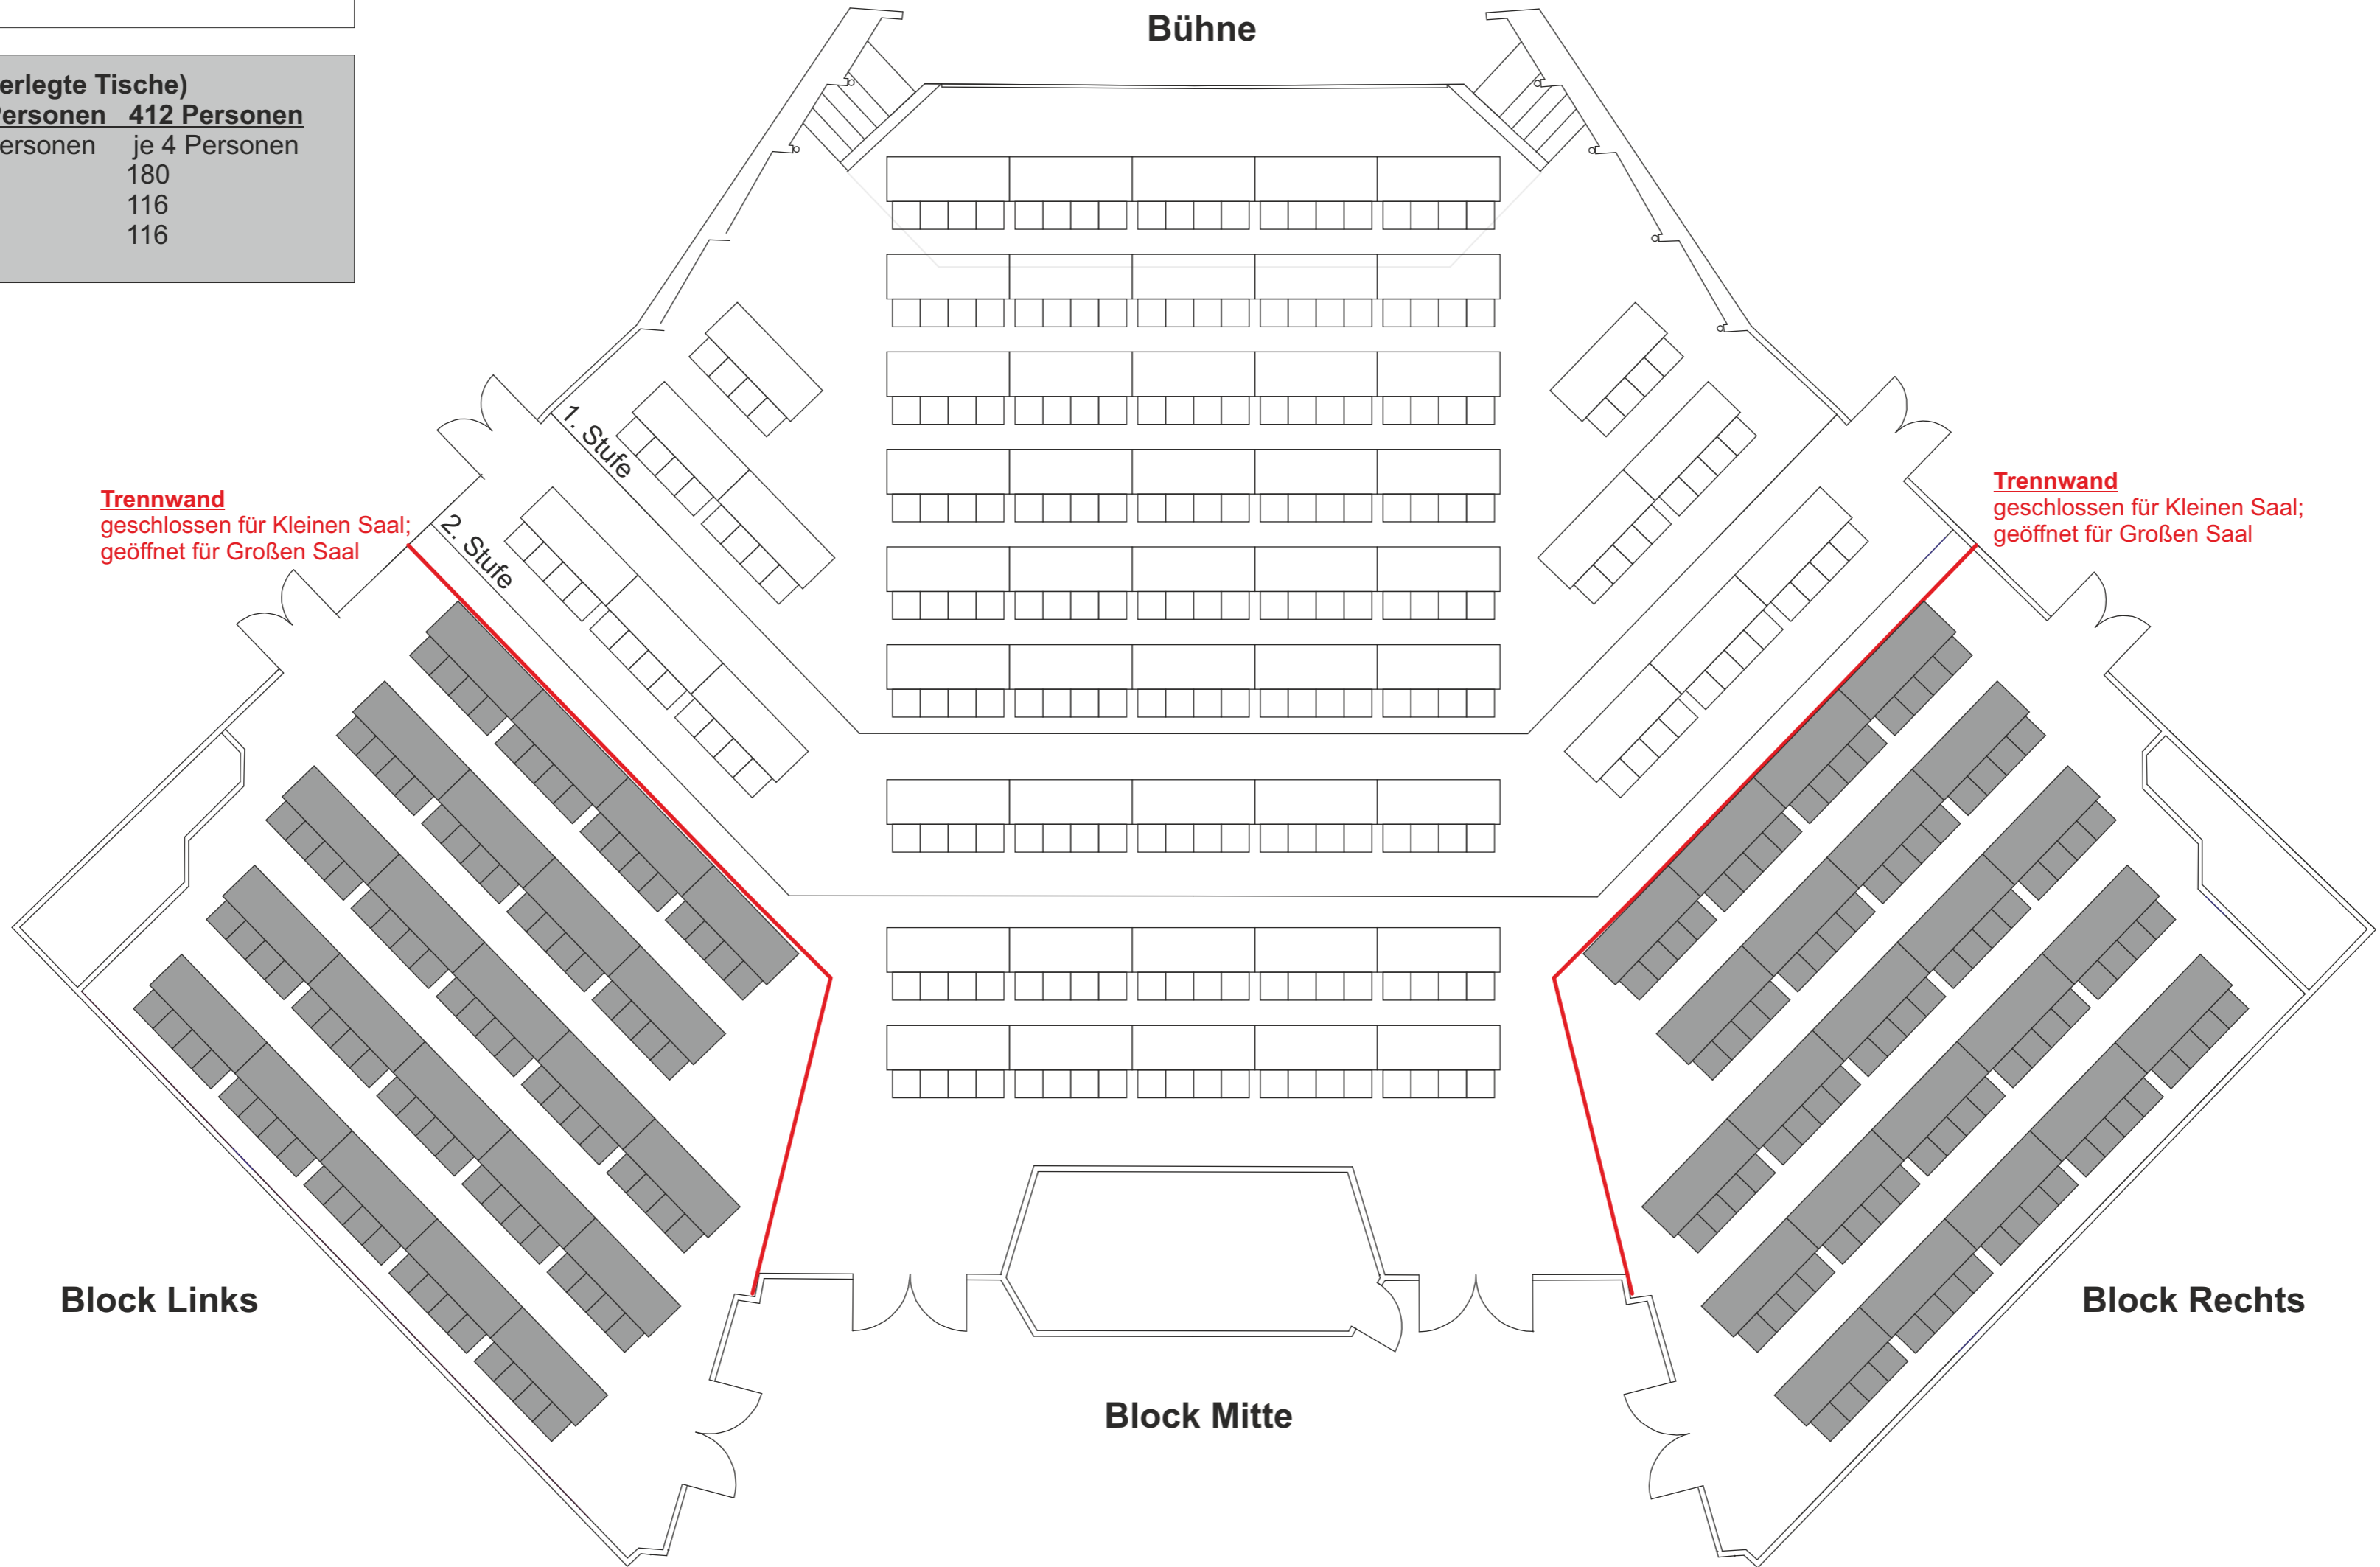 Bühne
erlegte Tische)
Personen 412 Personen
ersonen je 4 Personen
180
116
116
1. Stufe
2. Stufe
Trennwand
geschlossen für Kleinen Saal;
geöffnet für Großen Saal
Trennwand
geschlossen für Kleinen Saal;
geöffnet für Großen Saal
Block Links
Block Rechts
Block Mitte